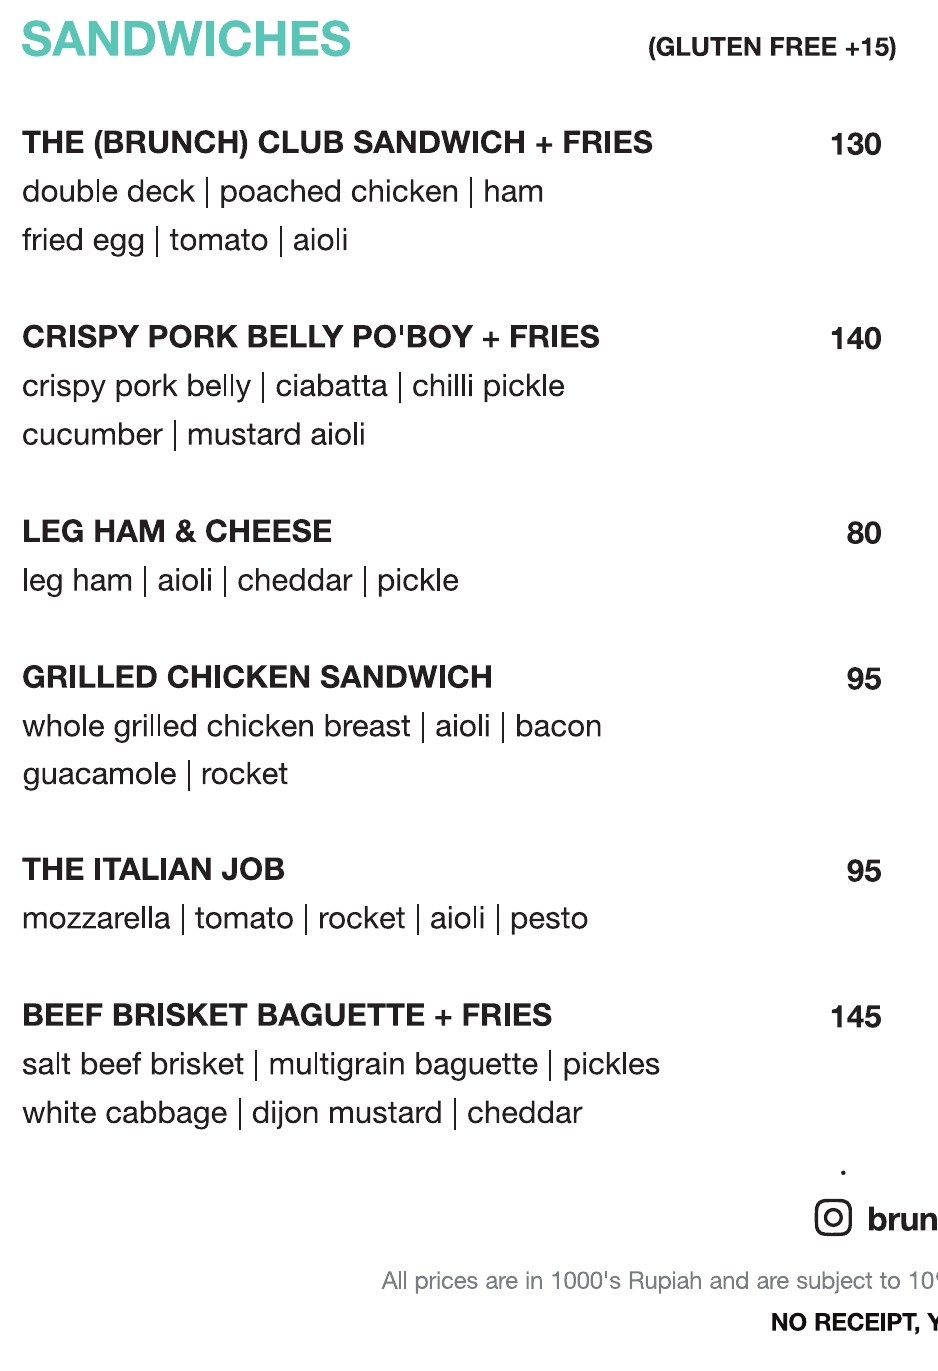 SANDWICHES (GLUTEN FREE +15)
THE (BRUNCH) CLUB SANDWICH + FRIES 130
double deck | poached chicken | ham
fried egg | tomato | aioli
CRISPY PORK BELLY PO'BOY + FRIES 140
crispy pork belly | ciabatta | chilli pickle
cucumber | mustard aioli
LEG HAM & CHEESE 80
leg ham | aioli | cheddar | pickle
GRILLED CHICKEN SANDWICH 95
whole grilled chicken breast | aioli | bacon
guacamole | rocket
THE ITALIAN JOB 95
mozzarella | tomato | rocket | aioli | pesto
BEEF BRISKET BAGUETTE + FRIES 145
salt beef brisket | multigrain baguette | pickles
white cabbage | dijon mustard | cheddar
brun
All prices are in 1000's Rupiah and are subject to 10
NO RECEIPT, Y